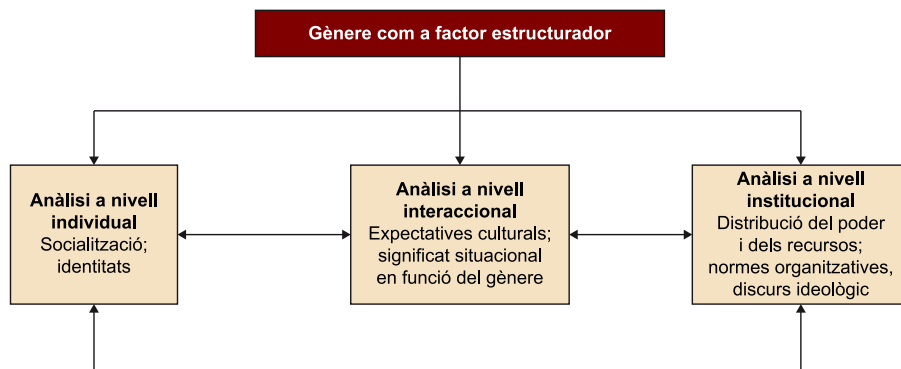 Gènere com a factor estructurador
Anàlisi a nivell
individual
Socialització;
identitats
Anàlisi a nivell
interaccional
Expectatives culturals;
significat situacional
en funció del gènere
Anàlisi a nivell
institucional
Distribució del poder
i dels recursos;
normes organitzatives,
discurs ideològic